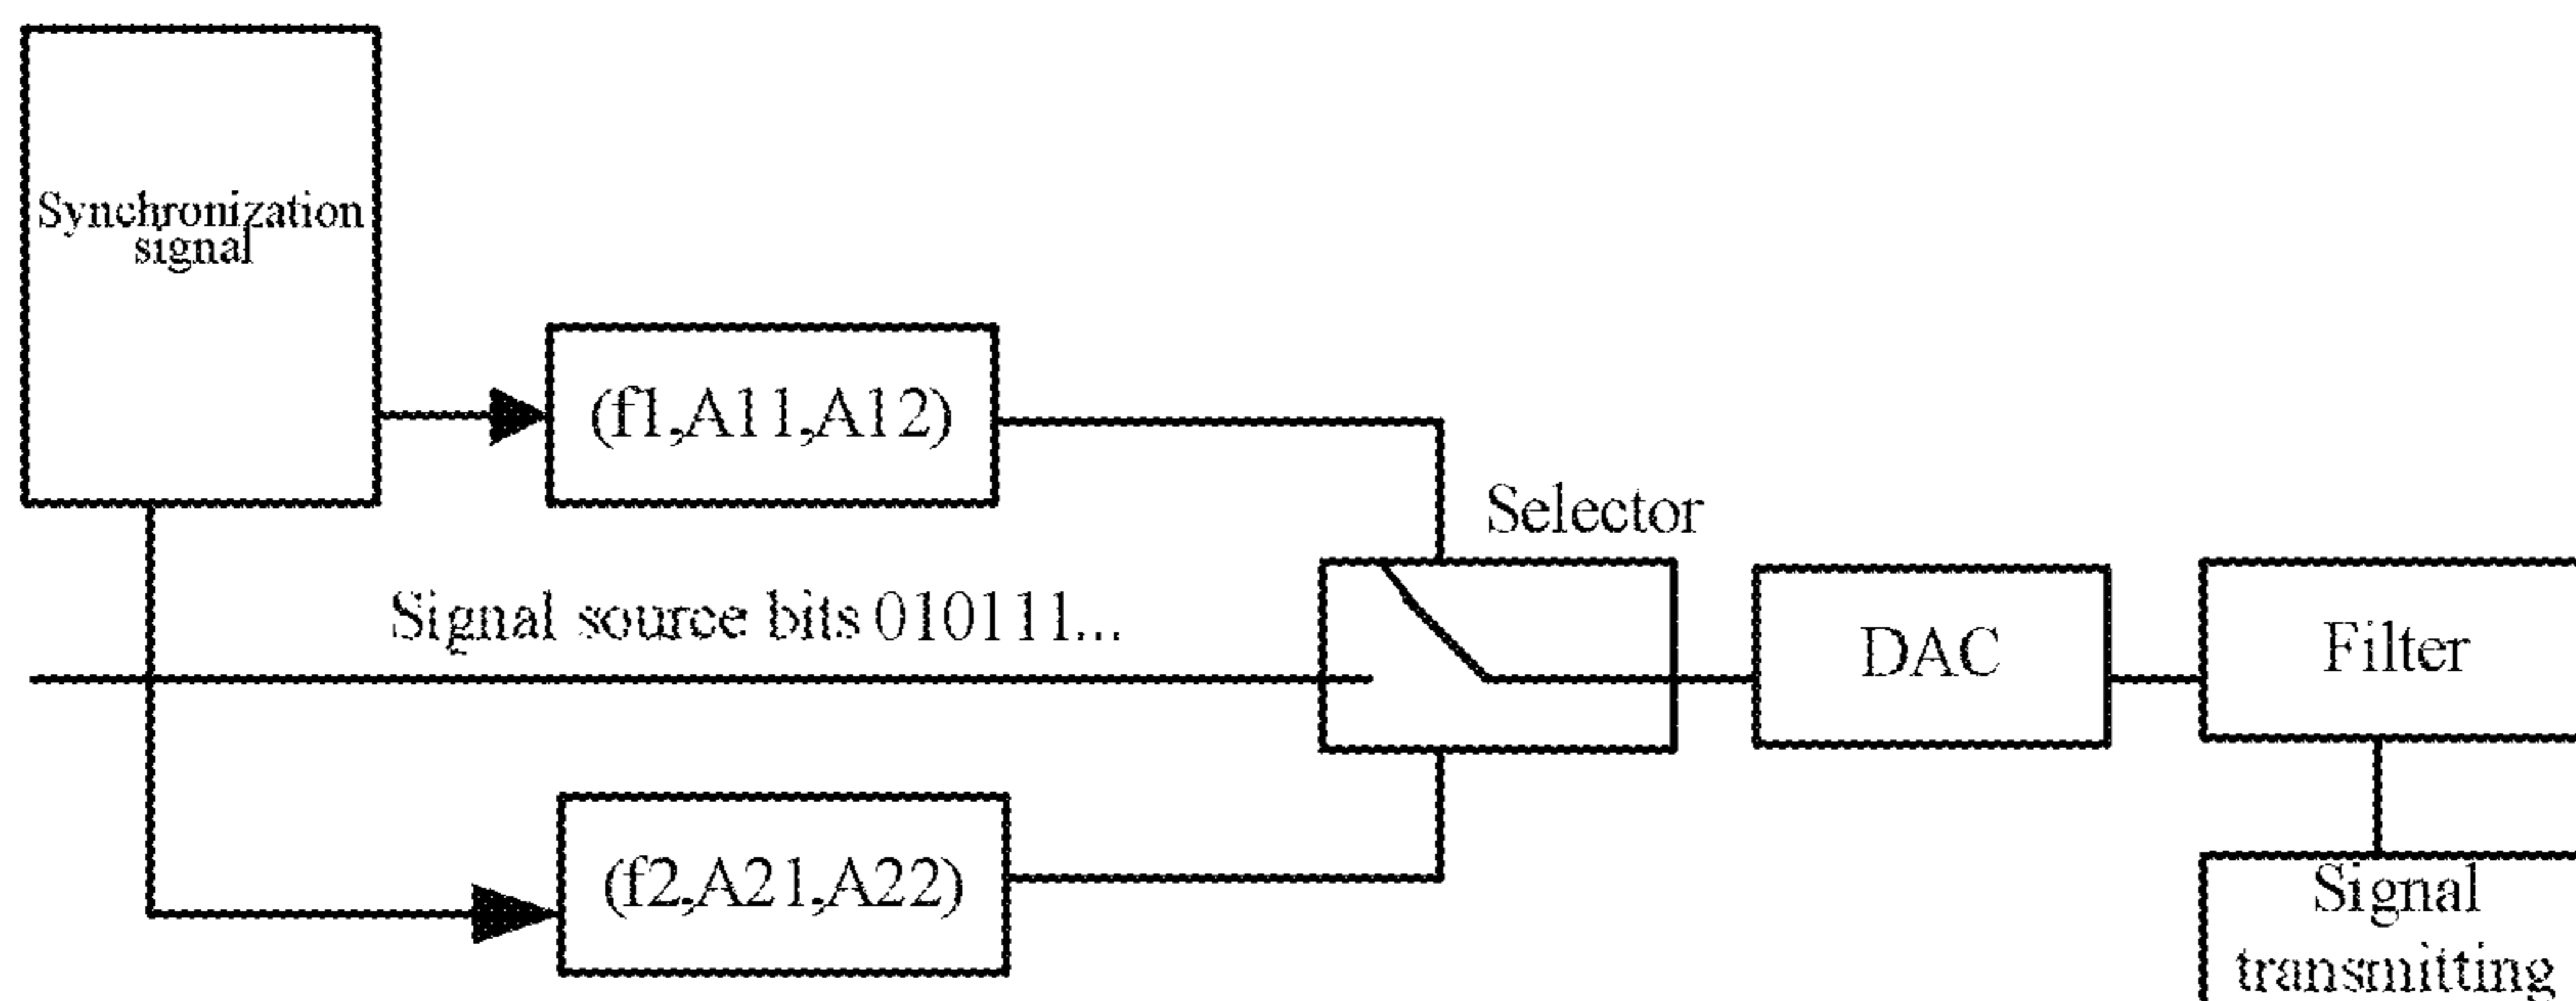 Synchronization
signal
(f1,A11,A12)
Selector
Signal source bits 010111...
DAC
Filter
(f2,A21,A22)
Signal
transmitting